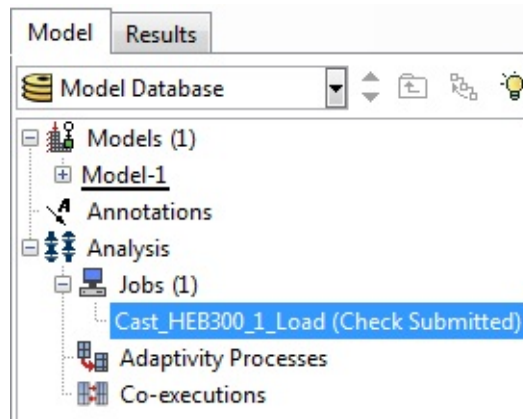 Model Results
Model Database
Models (1)
Model-1
Annotations
Analysis
Jobs (1)
Cast_HEB300_1_Load (Check Submitted)
Adaptivity Processes
Co-executions